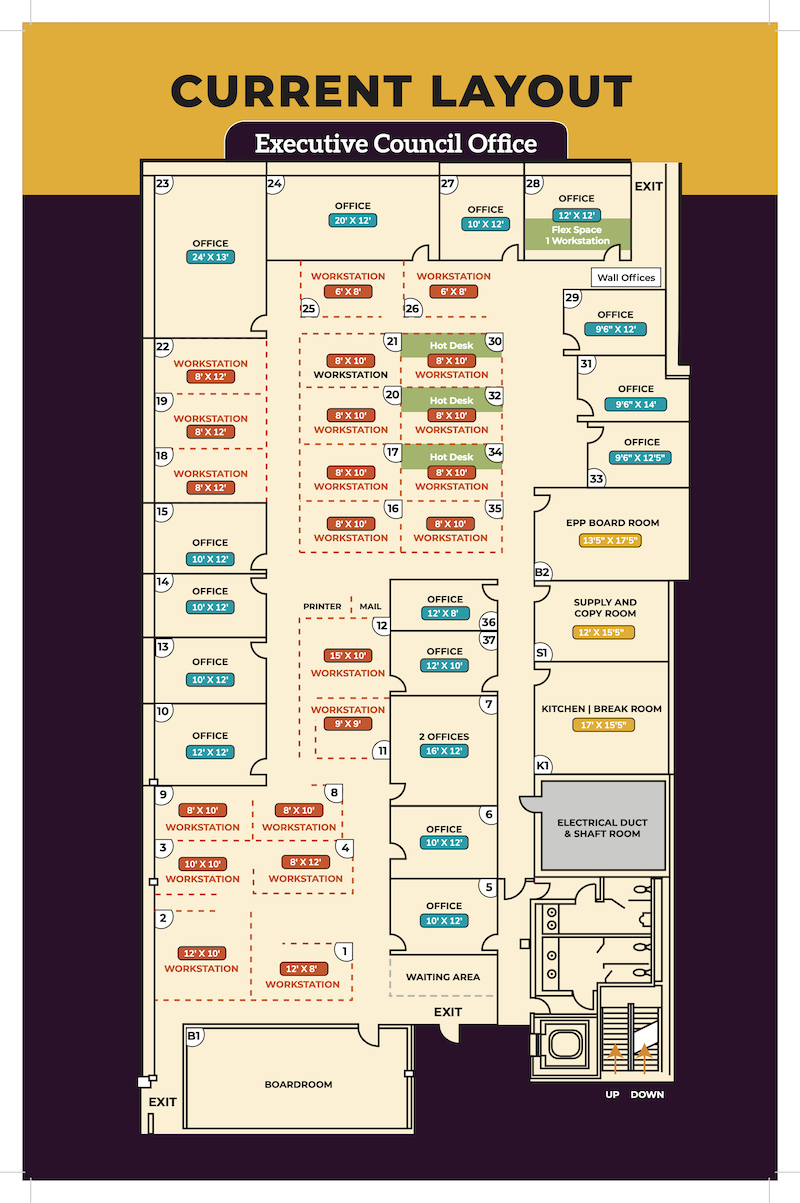 CURRENT LAYOUT
Executive Council Office
23
OFFICE
24' X 13'
24
OFFICE
20' X 12'
27
OFFICE
10' X 12'
28
OFFICE
12' X 12'
Flex Space
1 Workstation
EXIT
Wall Offices
WORKSTATION
6' X 8'
25
WORKSTATION
6' X 8'
26
29
OFFICE
9'6" X 12'
22
WORKSTATION
8' X 12'
21
8' X 10'
WORKSTATION
Hot Desk
30
8' X 10'
WORKSTATION
31
OFFICE
9'6" X 14'
19
WORKSTATION
8' X 12'
20
8' X 10'
WORKSTATION
Hot Desk
32
8' X 10'
WORKSTATION
OFFICE
9'6" X 12'5"
33
18
WORKSTATION
8' X 12'
17
8' X 10'
WORKSTATION
Hot Desk
34
8' X 10'
WORKSTATION
15
OFFICE
10' X 12'
16
8' X 10'
WORKSTATION
35
8' X 10'
WORKSTATION
EPP BOARD ROOM
13'5" X 17'5"
B2
14
OFFICE
10' X 12'
PRINTER
MAIL
OFFICE
12' X 8'
36
SUPPLY AND
COPY ROOM
12' X 15'5"
S1
13
OFFICE
10' X 12'
12
15' X 10'
WORKSTATION
37
OFFICE
12' X 10'
10
OFFICE
12' X 12'
WORKSTATION
9' X 9'
11
7
2 OFFICES
16' X 12'
KITCHEN | BREAK ROOM
17' X 15'5"
K1
9
8' X 10'
WORKSTATION
8
8' X 10'
WORKSTATION
6
OFFICE
10' X 12'
ELECTRICAL DUCT
& SHAFT ROOM
3
10' X 10'
WORKSTATION
4
8' X 12'
WORKSTATION
5
OFFICE
10' X 12'
2
12' X 10'
WORKSTATION
1
12' X 8'
WORKSTATION
WAITING AREA
EXIT
B1
BOARDROOM
EXIT
UP
DOWN